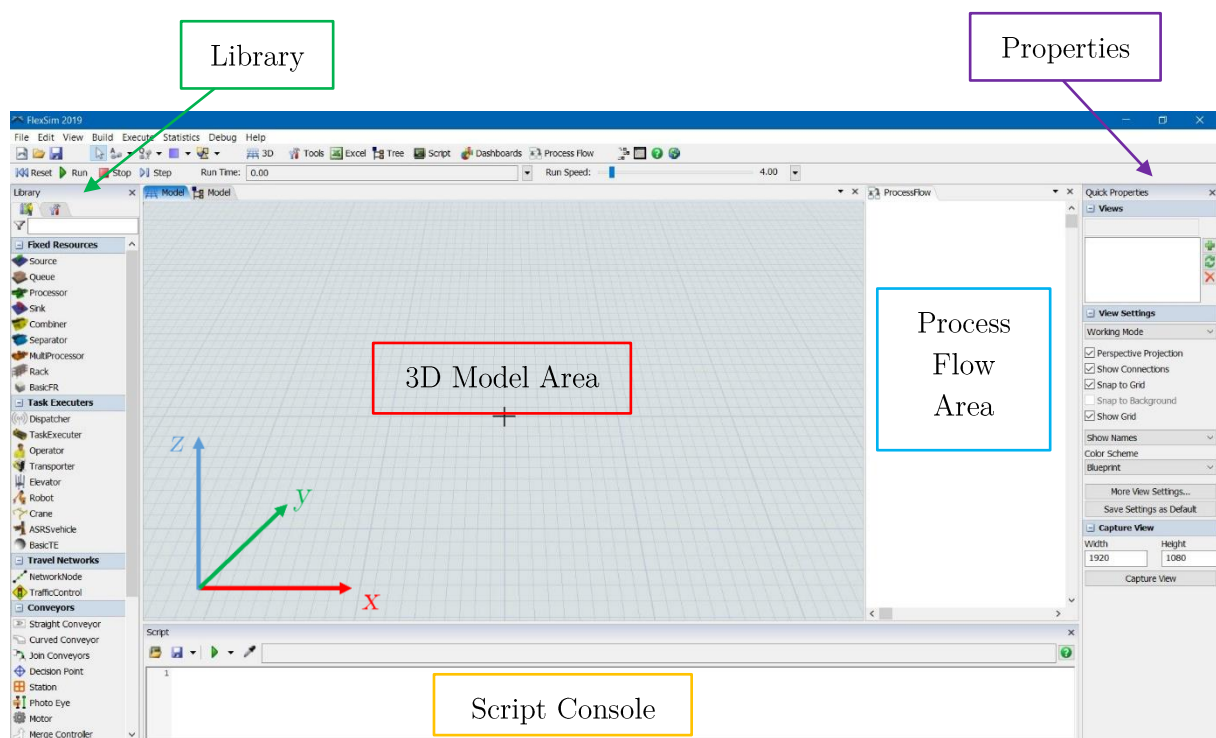 Library
Properties
FlexSim 2019
File Edit View Build Execute Statistics Debug Help
3D Tools Excel Tree Script Dashboards Process Flow
Reset Run Stop Step Run Time: 0.00 Run Speed: 4.00
Library
Model Model
ProcessFlow
Quick Properties
Fixed Resources
Source
Queue
Processor
Sink
Combiner
Separator
MultiProcessor
Rack
BasicFR
Task Executers
Dispatcher
TaskExecuter
Operator
Transporter
Elevator
Robot
Crane
ASRSvehicle
BasicTE
Travel Networks
NetworkNode
TrafficControl
Conveyors
Straight Conveyor
Curved Conveyor
Join Conveyors
Decision Point
Station
Photo Eye
Motor
Merge Controller
3D Model Area
z
y
x
Process
Flow
Area
Views
View Settings
Working Mode
Perspective Projection
Show Connections
Snap to Grid
Snap to Background
Show Grid
Show Names
Color Scheme
Blueprint
More View Settings...
Save Settings as Default
Capture View
Width Height
1920 1080
Capture View
Script
1
Script Console